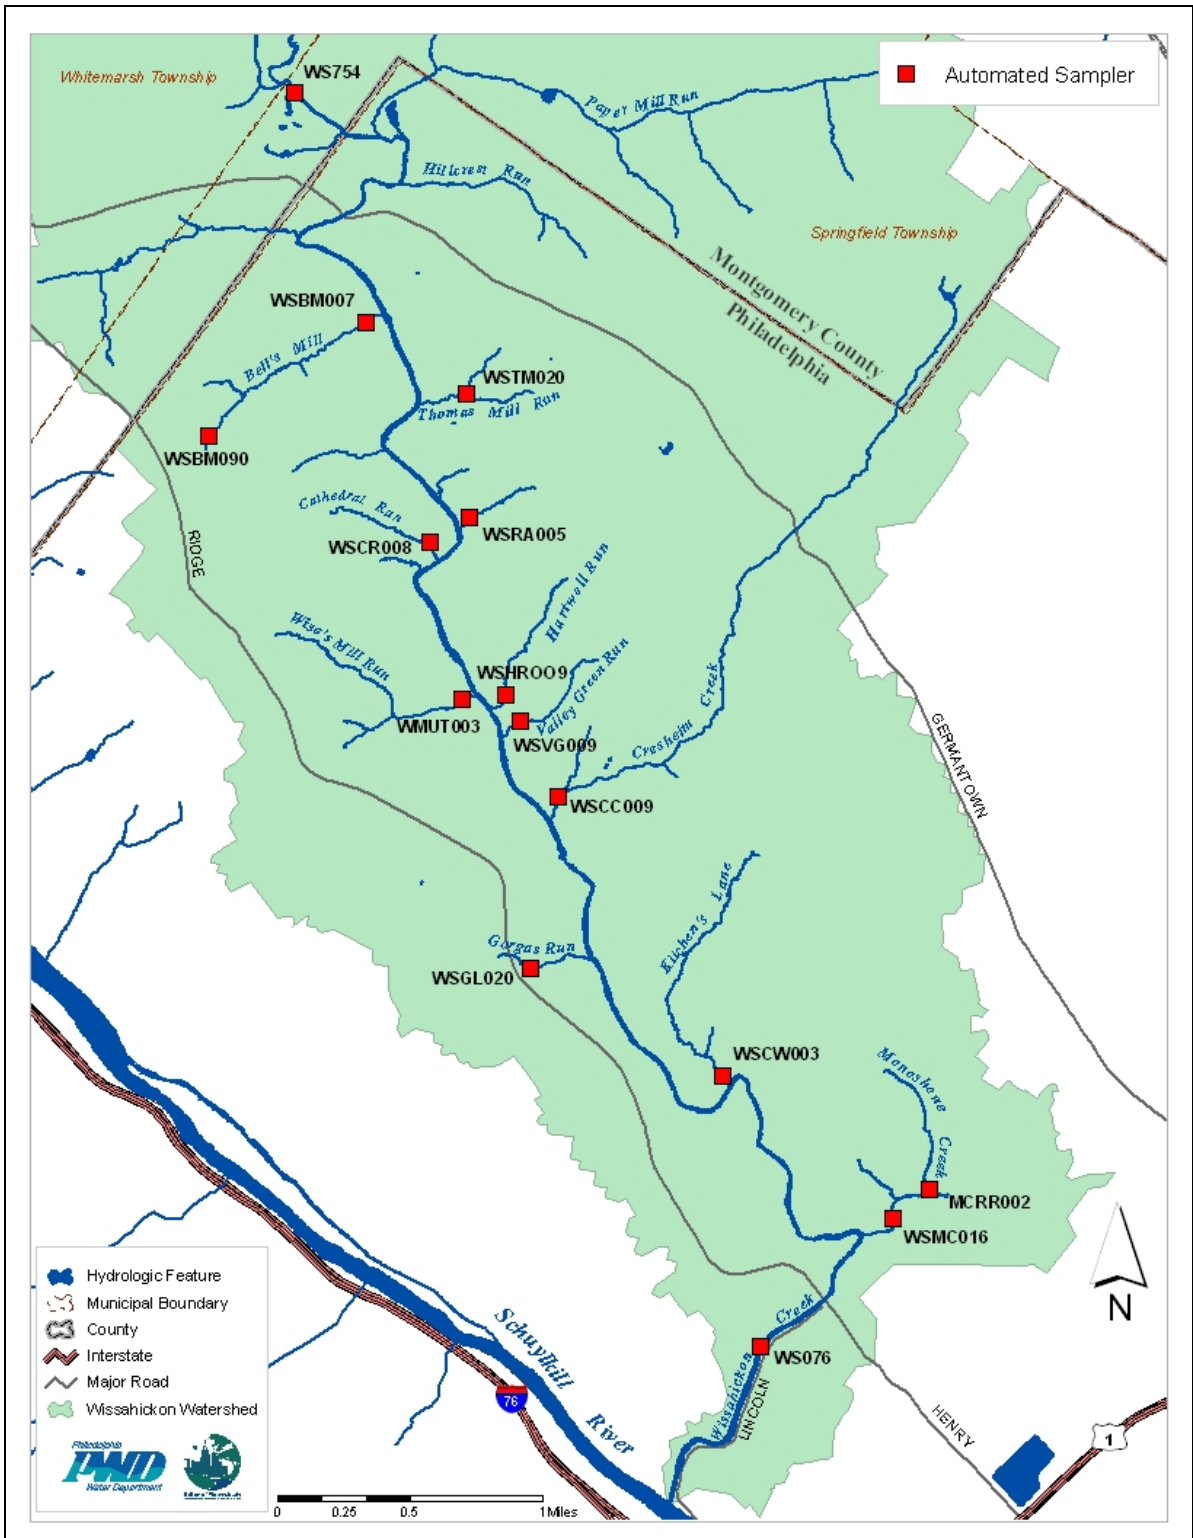 Whitemarsh Township
WS754
Automated Sampler
Paper Mill Run
Hillcrest Run
Springfield Township
Montgomery County
Philadelphia
WSBM007
Bell's Mill
WSTM020
Thomas Mill Run
WSBM090
Cathedral Run
WSRA005
WSCR008
RIDGE
Hartwell Run
Wise's Mill Run
WSHROO9
Valley Green Run
WMUT003
WSVG009
Cresheim Creek
WSCC009
GERMANTOWN
Kitchen's Lane
Gorgas Run
WSGL020
WSCW003
Monoshone Creek
MCRR002
WSMC016
N
Hydrologic Feature
Municipal Boundary
County
Interstate
Major Road
Wissahickon Watershed
Philadelphia
PWD
Water Department
Schuylkill River
76
Wissahickon Creek
WS076
LINCOLN
HENRY
1
0 0.25 0.5 1 Miles